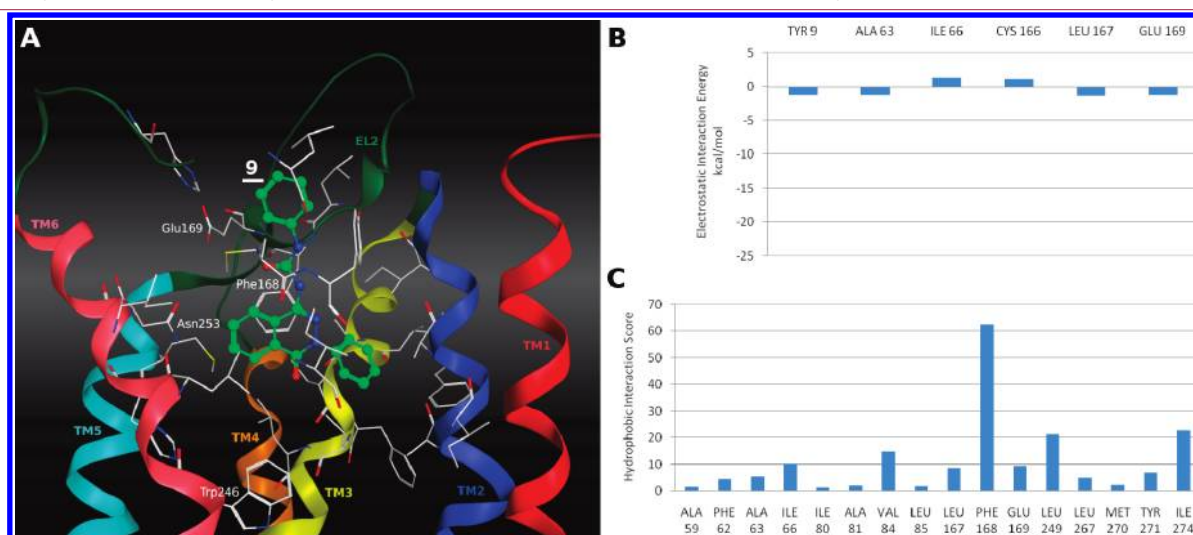 A
9
EL2
TM6
Glu169
Phe168
Asn253
TM1
TM5
TM4
TM3
TM2
Trp246
B
TYR 9 ALA 63 ILE 66 CYS 166 LEU 167 GLU 169
Electrostatic Interaction Energy
kcal/mol
5
0
-5
-10
-15
-20
-25
C
Hydrophobic Interaction Score
70
60
50
40
30
20
10
0
ALA PHE ALA ILE ILE ALA VAL LEU LEU PHE GLU LEU LEU MET TYR ILE
59 62 63 66 80 81 84 85 167 168 169 249 267 270 271 274